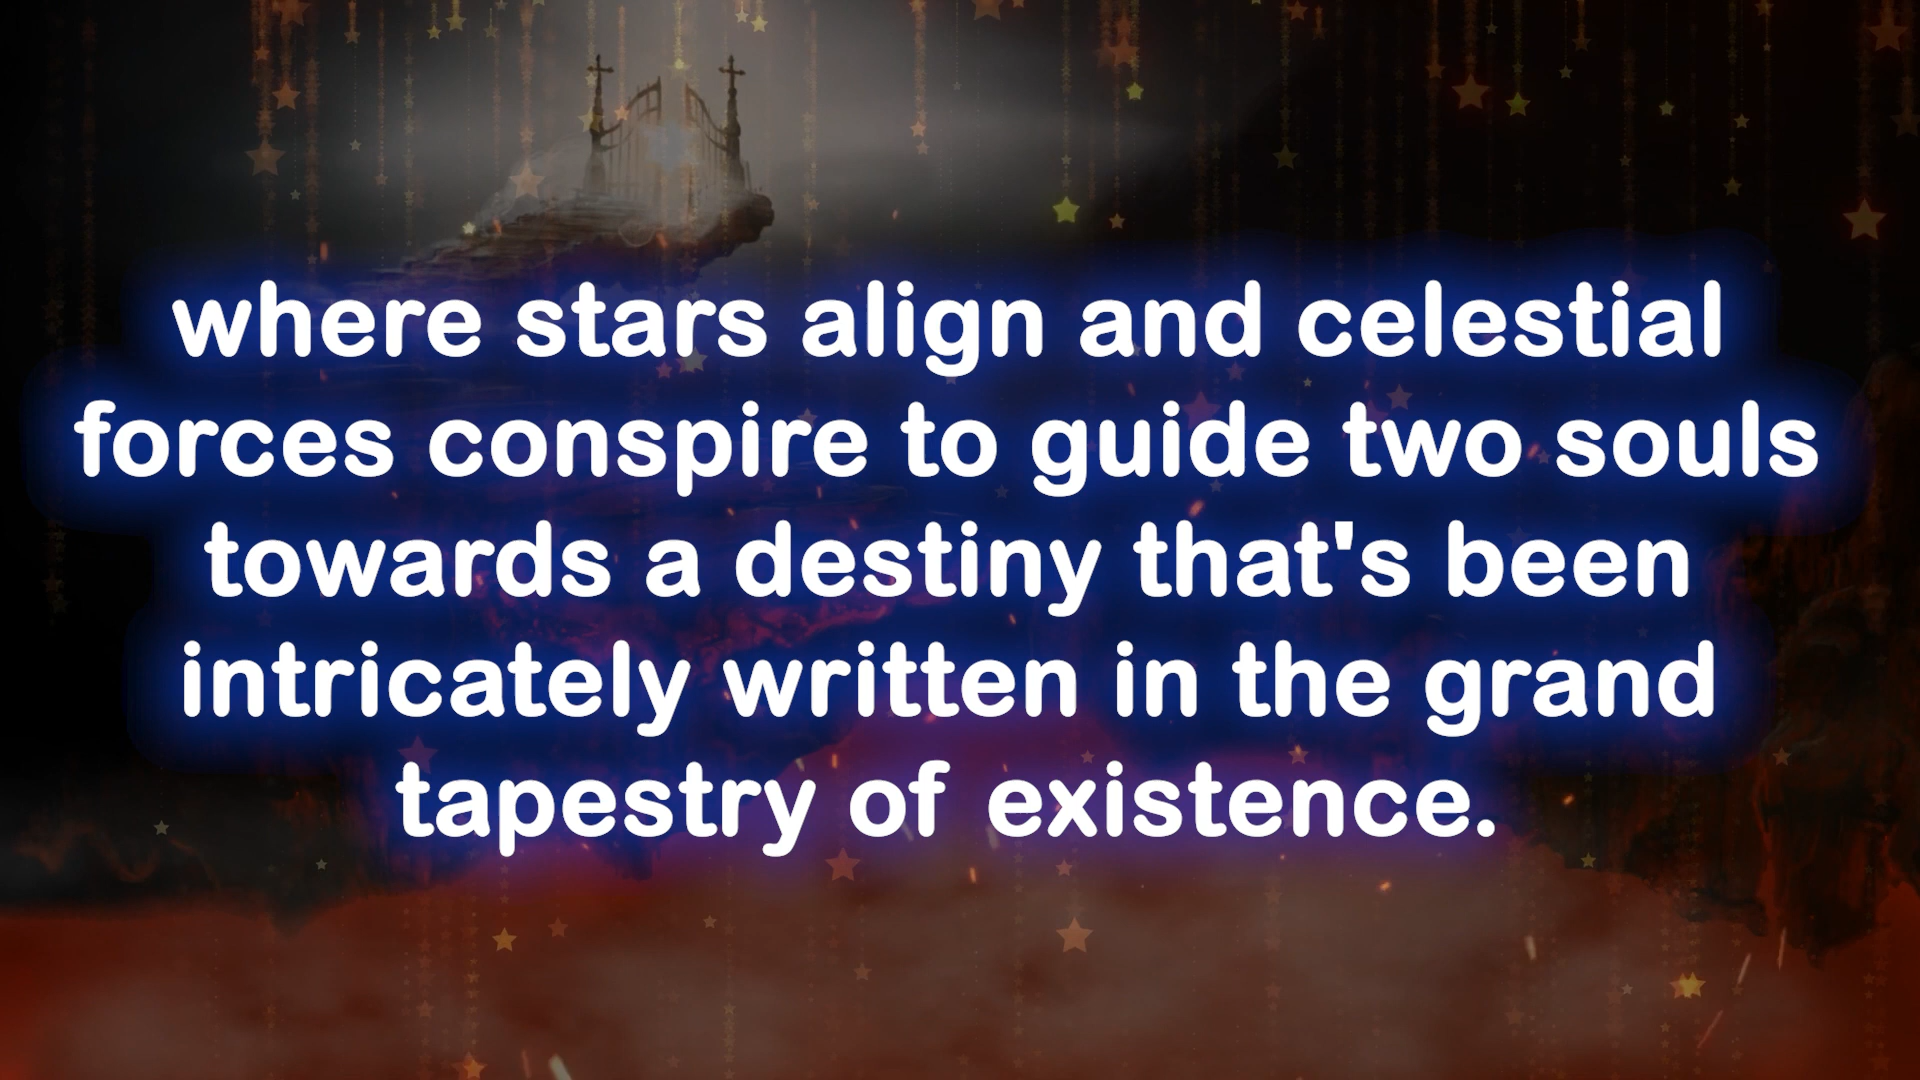 where stars align and celestial
forces conspire to guide two souls
towards a destiny that's been
intricately written in the grand
tapestry of existence.